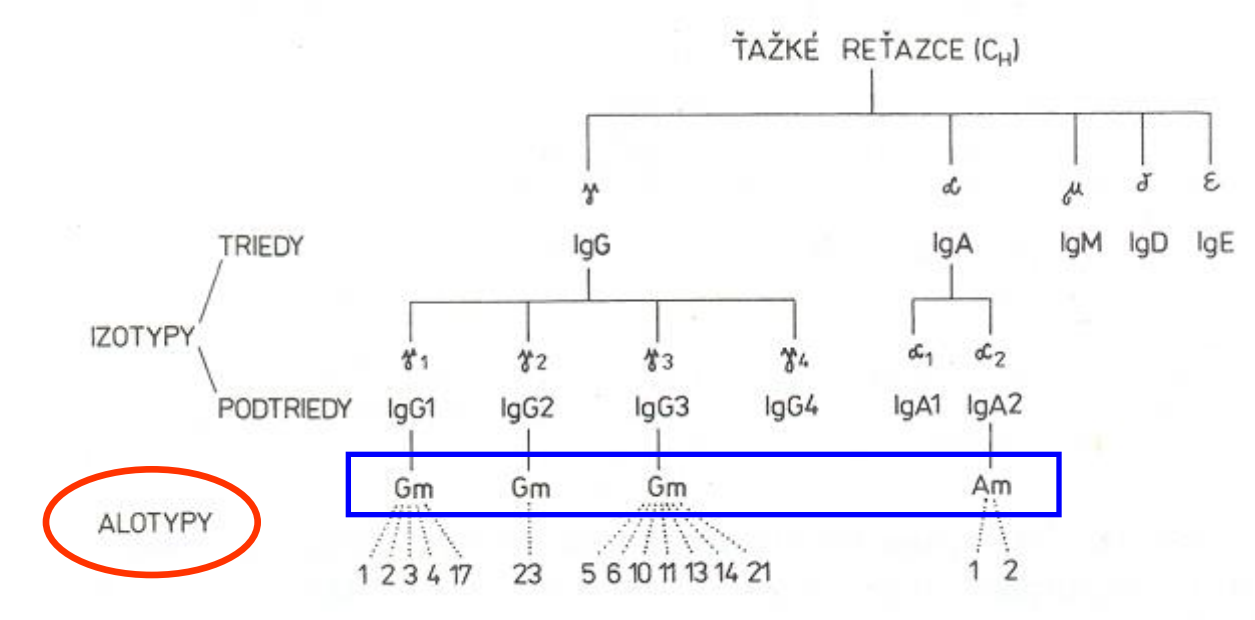 ŤAŽKÉ REŤAZCE (CH)
γ α μ δ ε
TRIEDY IgG IgA IgM IgD IgE
IZOTYPY
γ1 γ2 γ3 γ4 α1 α2
PODTRIEDY IgG1 IgG2 IgG3 IgG4 IgA1 IgA2
Gm Gm Gm Am
ALOTYPY
1 2 3 4 17 23 5 6 10 11 13 14 21 1 2